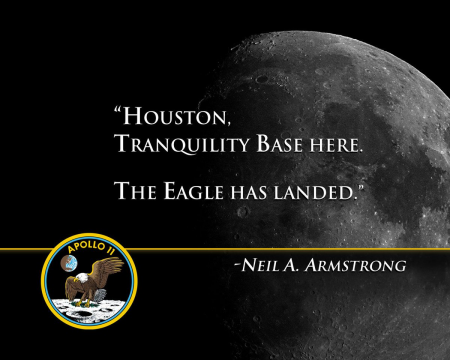 “Houston,
Tranquility Base here.
The Eagle has landed.”
-Neil A. Armstrong
APOLLO 11